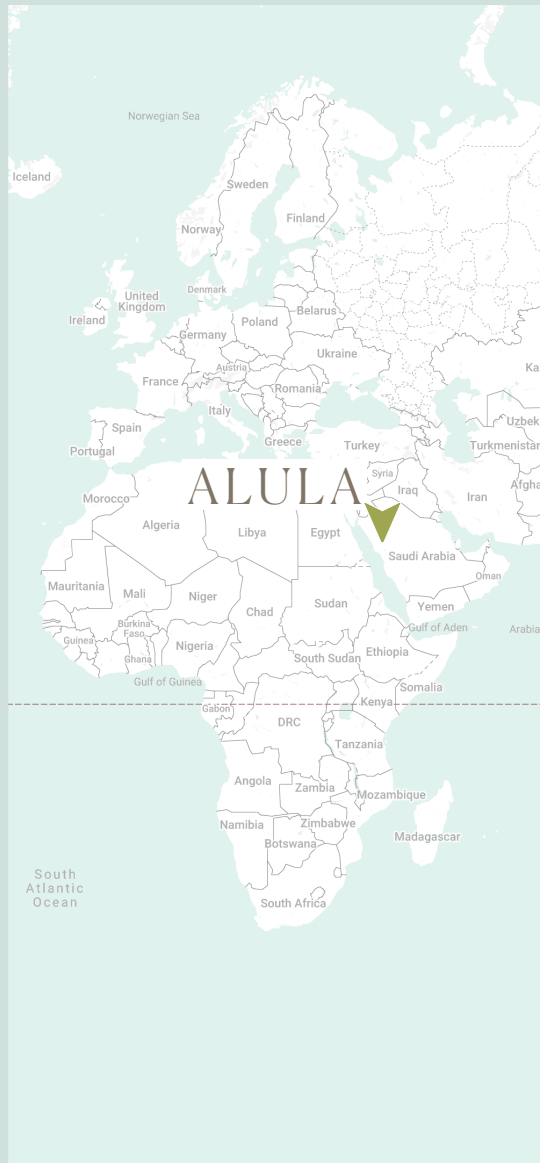 Norwegian Sea
Iceland
Sweden
Finland
Norway
Denmark
United
Kingdom
Ireland
Belarus
Poland
Germany
Ukraine
Austria
France
Romania
Italy
Spain
Greece
Portugal
Turkey
Ka
Uzbek
Turkmenistan
Syria
Iraq
Iran
Afgha
ALULA
Morocco
Algeria
Libya
Egypt
Saudi Arabia
Oman
Mauritania
Mali
Niger
Chad
Sudan
Yemen
Gulf of Aden
Arabia
Burkina
Faso
Guinea
Ghana
Nigeria
South Sudan
Ethiopia
Gulf of Guinea
Somalia
Gabon
Kenya
DRC
Tanzania
Angola
Zambia
Mozambique
Namibia
Zimbabwe
Botswana
Madagascar
South
Atlantic
Ocean
South Africa